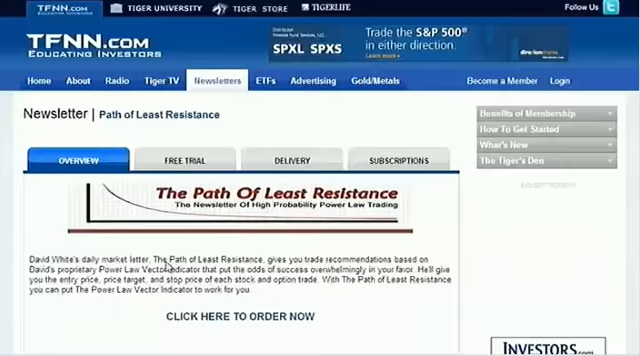 TFNN.COM
EDUCATING INVESTORS
TIGER UNIVERSITY
TIGER STORE
TIGERLIFE
Follow Us
TFNN.COM
EDUCATING INVESTORS
SPXL SPXS
Trade the S&P 500®
in either direction.
Home About Radio Tiger TV Newsletters ETFs Advertising Gold/Metals Become a Member Login
Newsletter | Path of Least Resistance
Benefits of Membership
How To Get Started
What's New
The Tiger's Den
ADVERTISEMENT
OVERVIEW FREE TRIAL DELIVERY SUBSCRIPTIONS
The Path Of Least Resistance
The Newsletter Of High Probability Power Law Trading
David White's daily market letter, The Path of Least Resistance, gives you trade recommendations based on
David's proprietary Power Law Vector Indicator that put the odds of success overwhelmingly in your favor. He'll give
you the entry price, price target, and stop price of each stock and option trade. With The Path of Least Resistance
you can put The Power Law Vector Indicator to work for you.
CLICK HERE TO ORDER NOW
INVESTORS.com